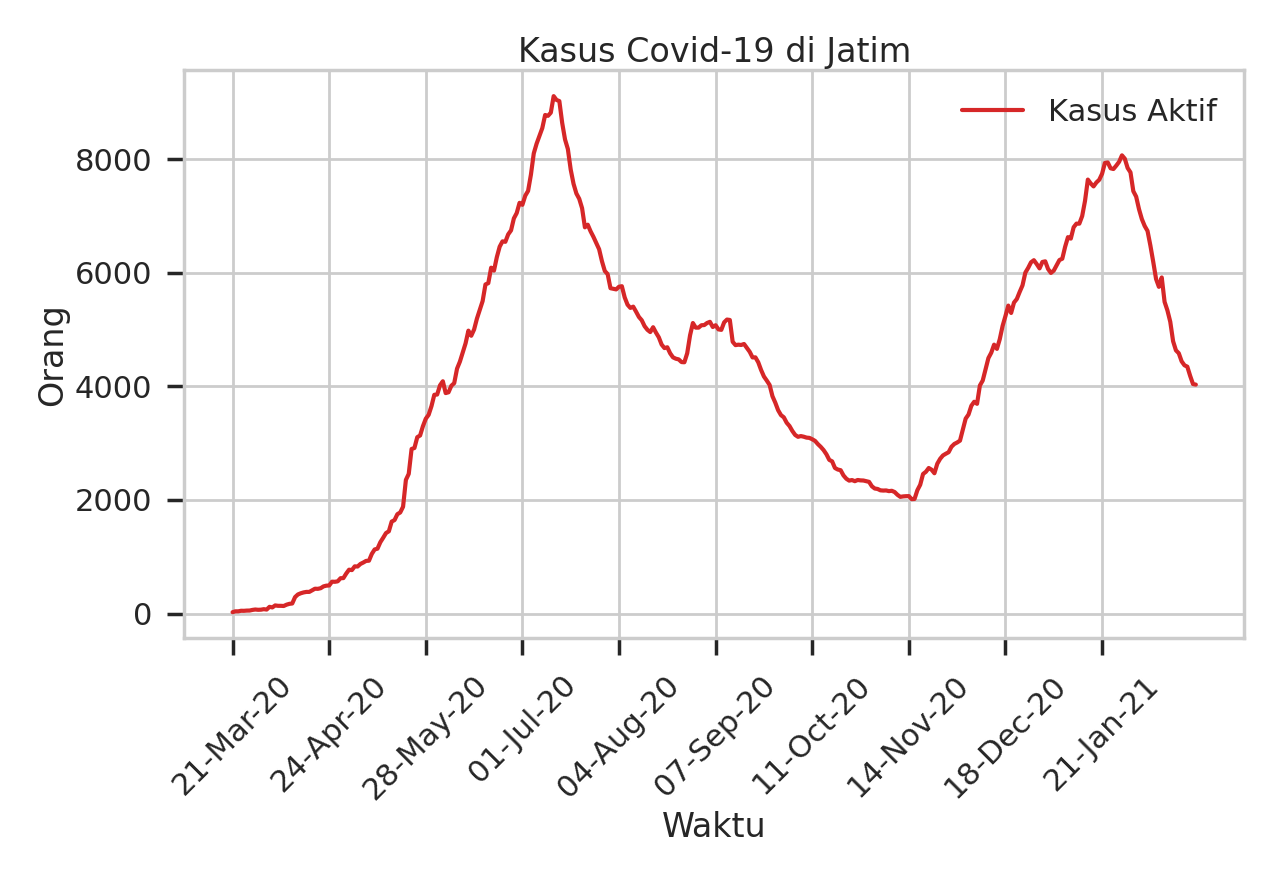 Kasus Covid-19 di Jatim
Kasus Aktif
Orang
8000
6000
4000
2000
0
21-Mar-20
24-Apr-20
28-May-20
01-Jul-20
04-Aug-20
07-Sep-20
11-Oct-20
14-Nov-20
18-Dec-20
21-Jan-21
Waktu